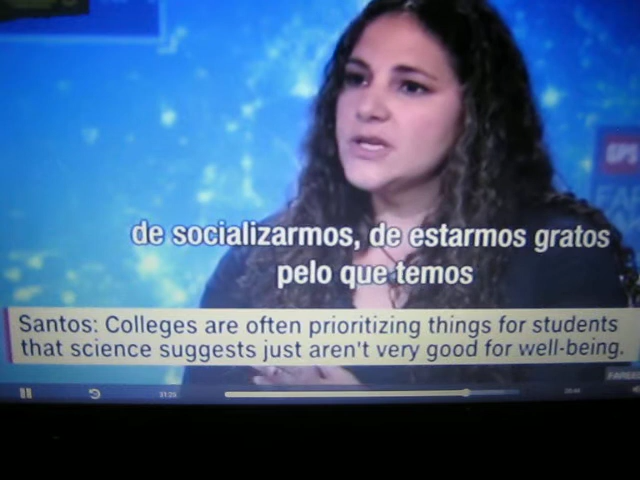 GPS
de socializarmos, de estarmos gratos
pelo que temos
Santos: Colleges are often prioritizing things for students
that science suggests just aren't very good for well-being.